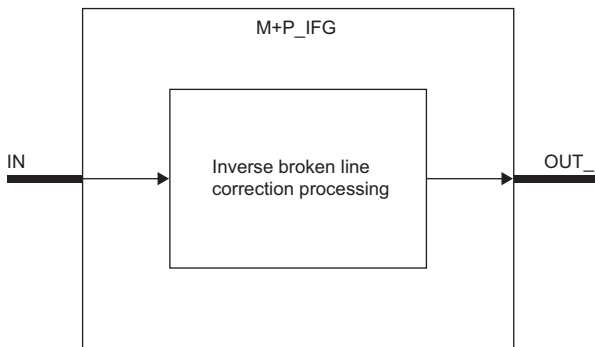 M+P_IFG
IN
Inverse broken line
correction processing
OUT_